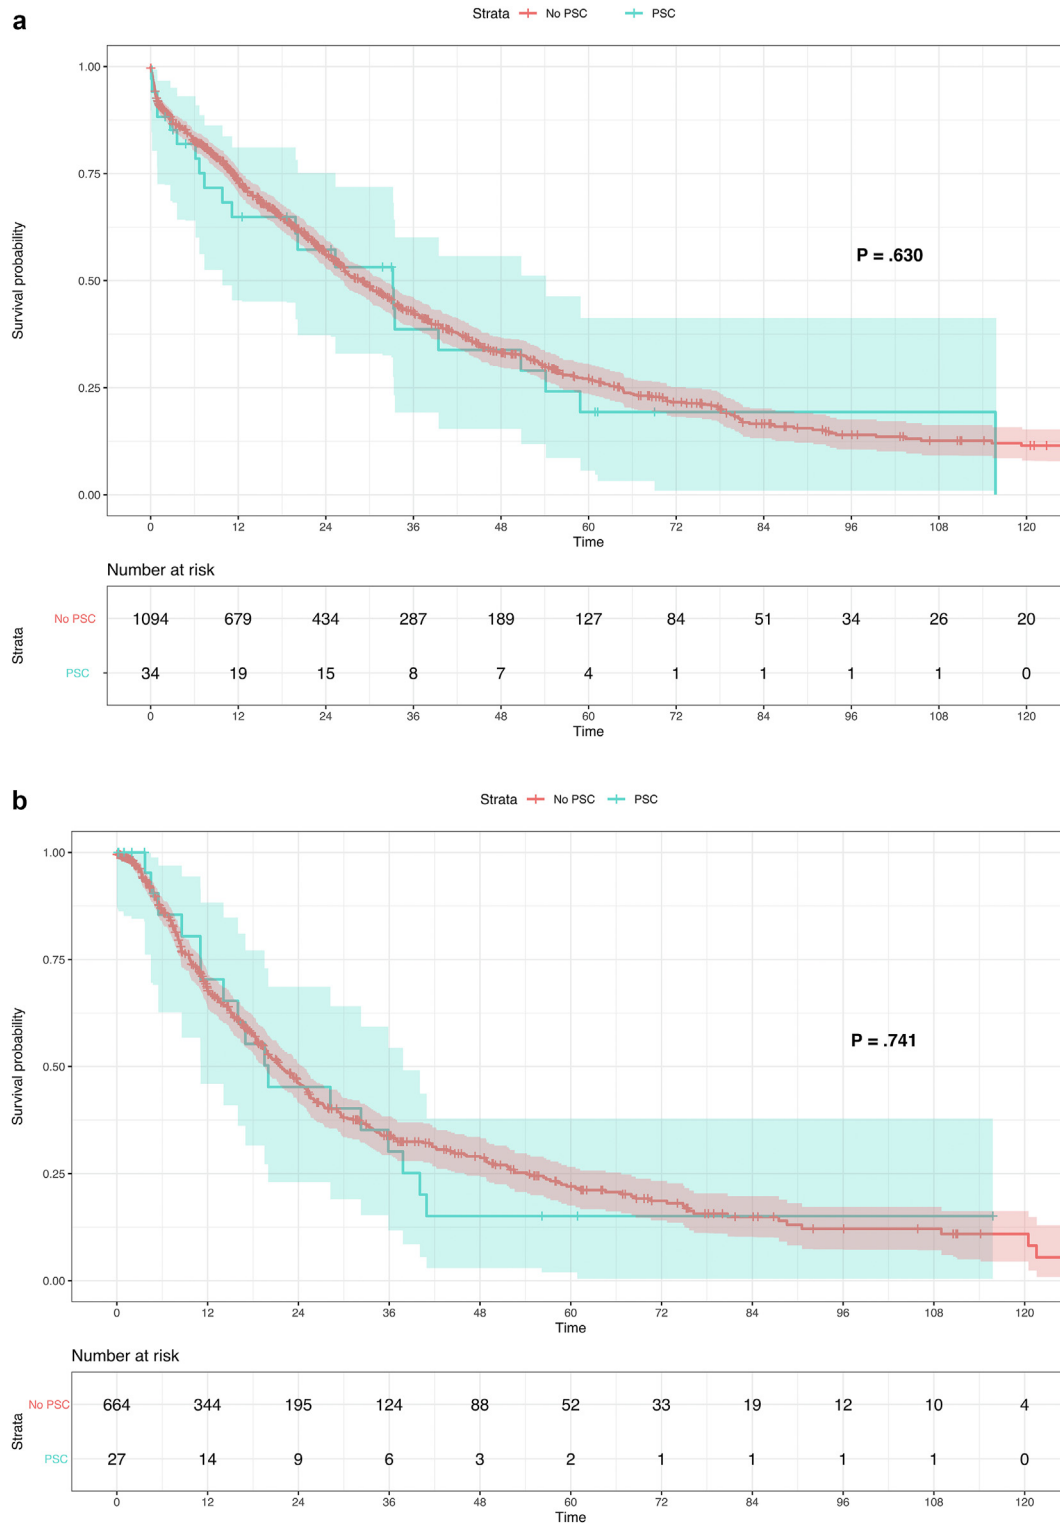 a
Strata No PSC PSC
1.00
0.75
0.50
0.25
0.00
Survival probability
P = .630
0 12 24 36 48 60 72 84 96 108 120
Time
Number at risk
Strata
No PSC 1094 679 434 287 189 127 84 51 34 26 20
PSC 34 19 15 8 7 4 1 1 1 1 0
0 12 24 36 48 60 72 84 96 108 120
Time
b
Strata No PSC PSC
1.00
0.75
0.50
0.25
0.00
Survival probability
P = .741
0 12 24 36 48 60 72 84 96 108 120
Time
Number at risk
Strata
No PSC 664 344 195 124 88 52 33 19 12 10 4
PSC 27 14 9 6 3 2 1 1 1 1 0
0 12 24 36 48 60 72 84 96 108 120
Time